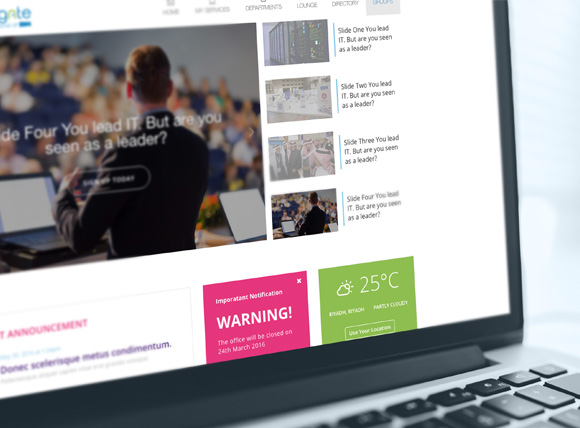 gate
HOME
MY SERVICES
DEPARTMENTS
LOUNGE
DIRECTORY
GROUPS
Slide One You lead
IT. But are you seen
as a leader?
Slide Two You lead
IT. But are you seen
as a leader?
Slide Three You lead
IT. But are you seen
as a leader?
Slide Four You lead
IT. But are you seen
as a leader?
de Four You lead IT. But are you
seen as a leader?
SIGN UP TODAY
T ANNOUNCEMENT
Donec scelerisque metus condimentum.
Imporatant Notification
x
WARNING!
The office will be closed on
24th March 2016
25°C
RIYADH, RIYADH
PARTLY CLOUDY
Use Your Location